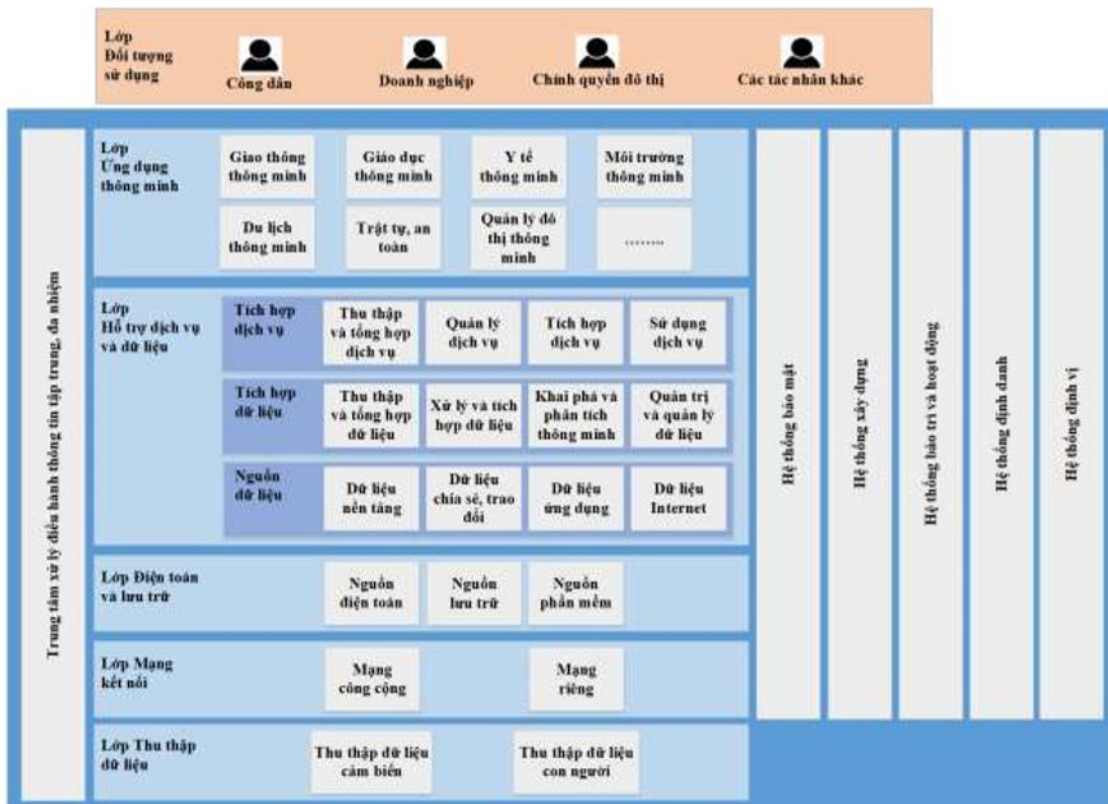 Lớp
Đối tượng
sử dụng
Công dân
Doanh nghiệp
Chính quyền đô thị
Các tác nhân khác
Trung tâm xử lý điều hành thông tin tập trung, đa nhiệm
Lớp
Ứng dụng
thông minh
Giao thông
thông minh
Giáo dục
thông minh
Y tế
thông minh
Môi trường
thông minh
Du lịch
thông minh
Trật tự, an
toàn
Quản lý đô
thị thông
minh
........
Lớp
Hỗ trợ dịch vụ
và dữ liệu
Tích hợp
dịch vụ
Thu thập
và tổng hợp
dịch vụ
Quản lý
dịch vụ
Tích hợp
dịch vụ
Sử dụng
dịch vụ
Tích hợp
dữ liệu
Thu thập
và tổng hợp
dữ liệu
Xử lý và tích
hợp dữ liệu
Khai phá và
phân tích
thông minh
Quản trị
và quản lý
dữ liệu
Nguồn
dữ liệu
Dữ liệu
nền tảng
Dữ liệu
chia sẻ, trao
đổi
Dữ liệu
ứng dụng
Dữ liệu
Internet
Lớp Điện toán
và lưu trữ
Nguồn
điện toán
Nguồn
lưu trữ
Nguồn
phần mềm
Lớp Mạng
kết nối
Mạng
công cộng
Mạng
riêng
Lớp Thu thập
dữ liệu
Thu thập dữ liệu
cảm biến
Thu thập dữ liệu
con người
Hệ thống bảo mật
Hệ thống xây dựng
Hệ thống bảo trì và hoạt động
Hệ thống định danh
Hệ thống định vị